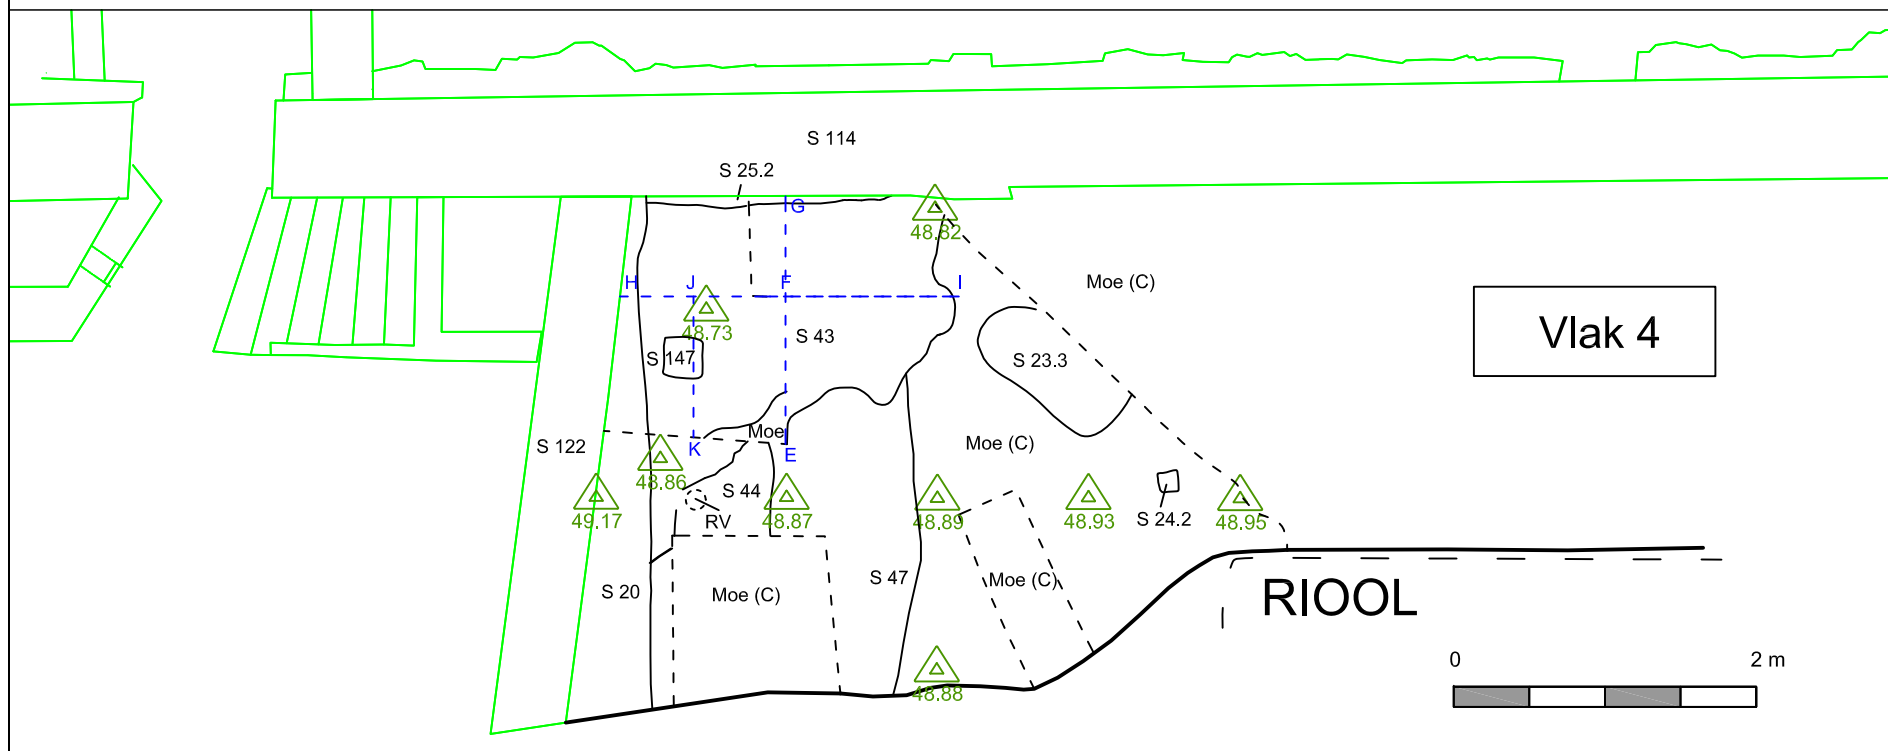 S 114
S 25.2
G
48.82
H
J
F
I
Moe (C)
48.73
S 43
Vlak 4
S 147
S 23.3
Moe
Moe (C)
S 122
K
E
48.86
S 44
49.17
RV
48.87
48.89
48.93
S 24.2
48.95
S 20
Moe (C)
S 47
Moe (C)
RIOOL
0
2 m
48.88